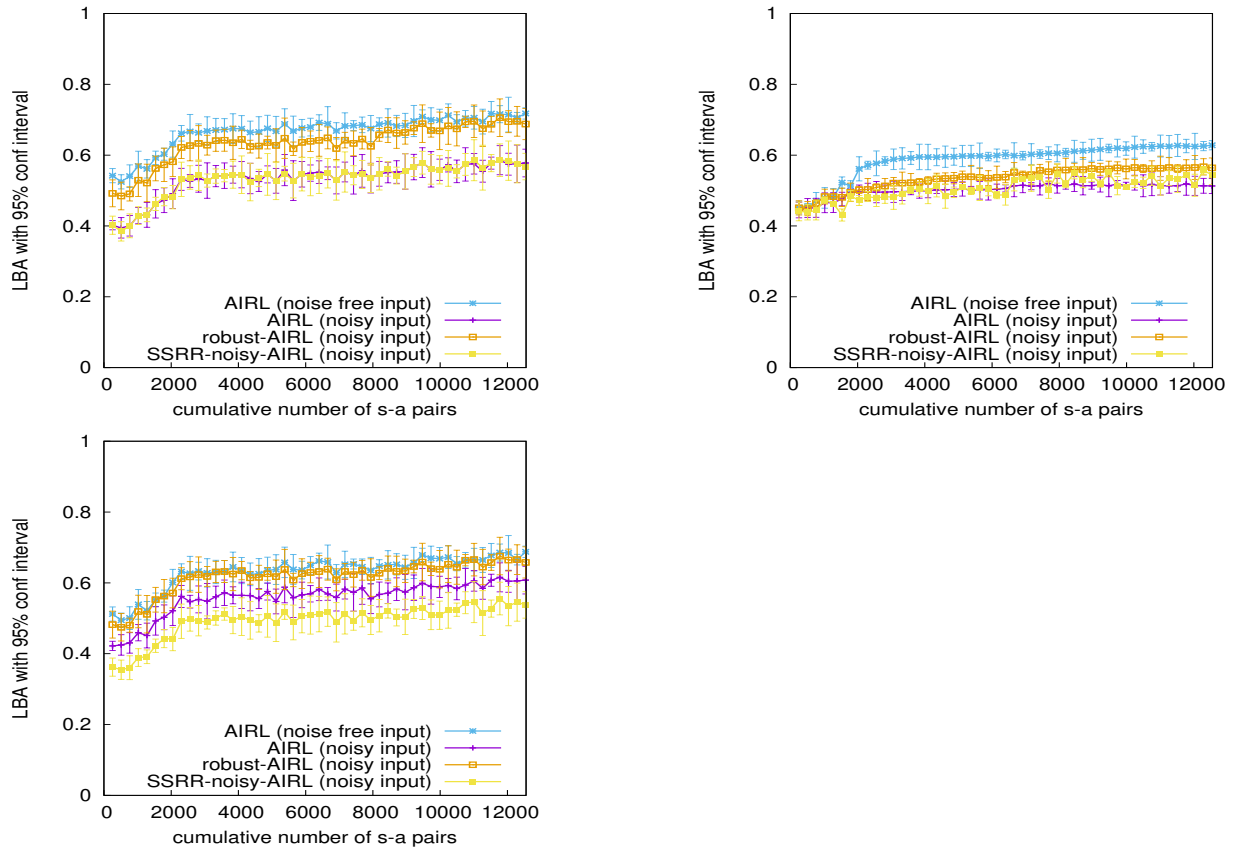 1
0.8
0.6
0.4
0.2
0
LBA with 95% conf interval
AIRL (noise free input)
AIRL (noisy input)
robust-AIRL (noisy input)
SSRR-noisy-AIRL (noisy input)
0 2000 4000 6000 8000 10000 12000
cumulative number of s-a pairs
1
0.8
0.6
0.4
0.2
0
LBA with 95% conf interval
AIRL (noise free input)
AIRL (noisy input)
robust-AIRL (noisy input)
SSRR-noisy-AIRL (noisy input)
0 2000 4000 6000 8000 10000 12000
cumulative number of s-a pairs
1
0.8
0.6
0.4
0.2
0
LBA with 95% conf interval
AIRL (noise free input)
AIRL (noisy input)
robust-AIRL (noisy input)
SSRR-noisy-AIRL (noisy input)
0 2000 4000 6000 8000 10000 12000
cumulative number of s-a pairs